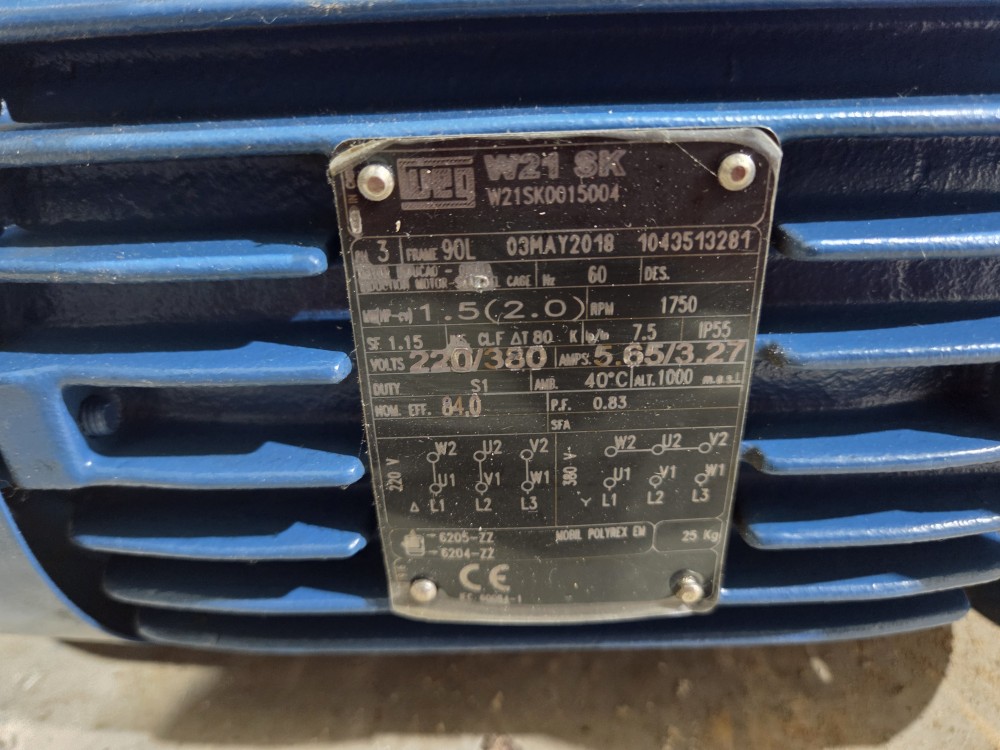 WEG W21 SK
W21SK0015004
3 FRAME 90L 03MAY2018 1043513281
INDUCTION MOTOR- CAGE Hz 60 DES.
1.5(2.0) RPM 1750
SF 1.15 INS CL F ΔT 80 K Ip/In 7.5 IP55
VOLTS 220/380 AMPS. 5.65/3.27
DUTY S1 AMB. 40°C ALT. 1000 m.a.s.l
NOM. EFF. 84.0 P.F. 0.83
SFA
W2 U2 V2 W2 U2 V2
220 V 380 V
U1 V1 W1 U1 V1 W1
Δ L1 L2 L3 Y L1 L2 L3
6205-ZZ MOBIL POLYREX EM 25 Kg
6204-ZZ
CE